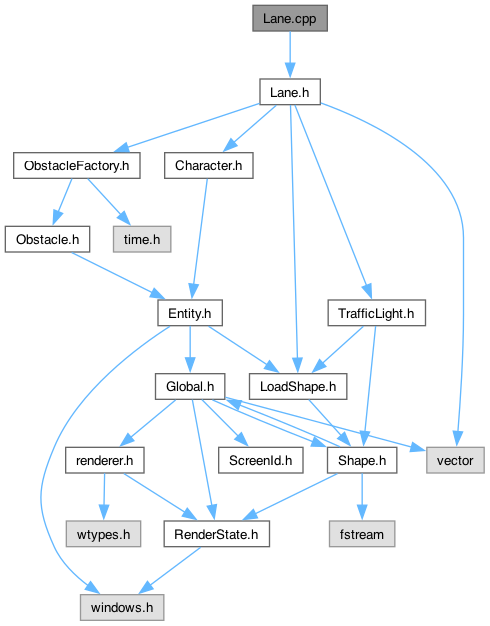 Lane.cpp
Lane.h
ObstacleFactory.h
Character.h
Obstacle.h
time.h
Entity.h
TrafficLight.h
Global.h
LoadShape.h
renderer.h
ScreenId.h
Shape.h
vector
wtypes.h
RenderState.h
fstream
windows.h